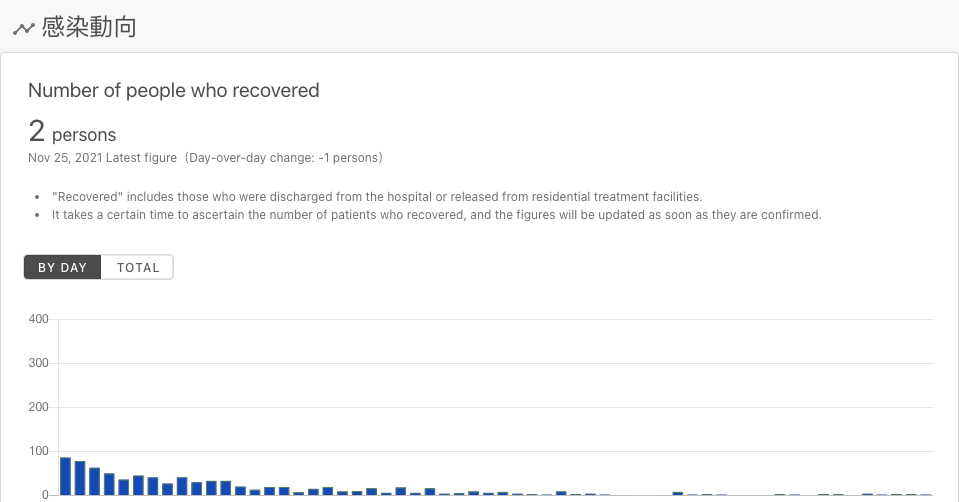 感染動向
Number of people who recovered
2 persons
Nov 25, 2021 Latest figure (Day-over-day change: -1 persons)
• "Recovered" includes those who were discharged from the hospital or released from residential treatment facilities.
• It takes a certain time to ascertain the number of patients who recovered, and the figures will be updated as soon as they are confirmed.
BY DAY TOTAL
400
300
200
100
0